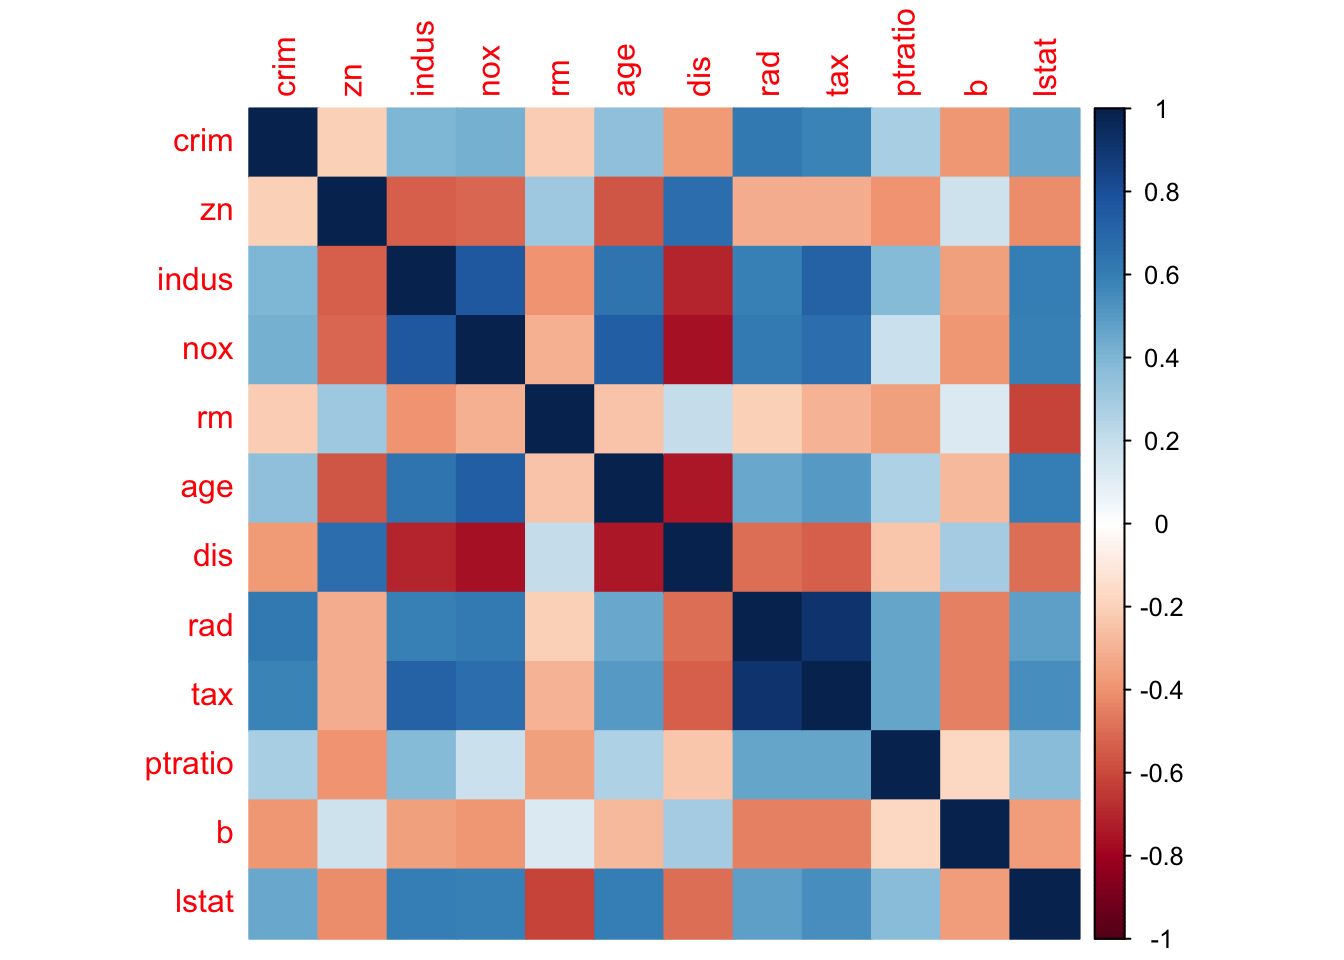 crim zn indus nox rm age dis rad tax ptratio b lstat
crim
zn
indus
nox
rm
age
dis
rad
tax
ptratio
b
lstat
1
0.8
0.6
0.4
0.2
0
-0.2
-0.4
-0.6
-0.8
-1